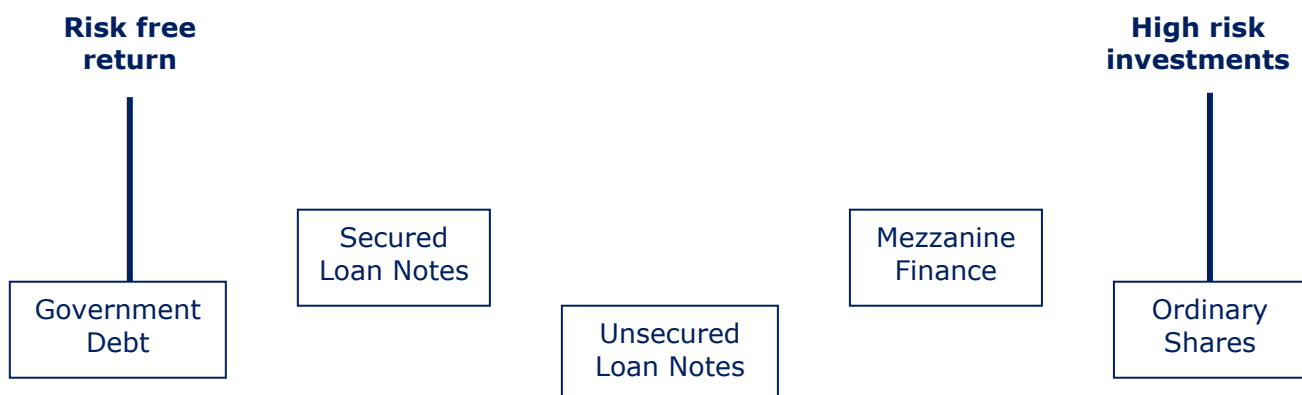 Risk free
return
High risk
investments
Secured
Loan Notes
Mezzanine
Finance
Government
Debt
Ordinary
Shares
Unsecured
Loan Notes